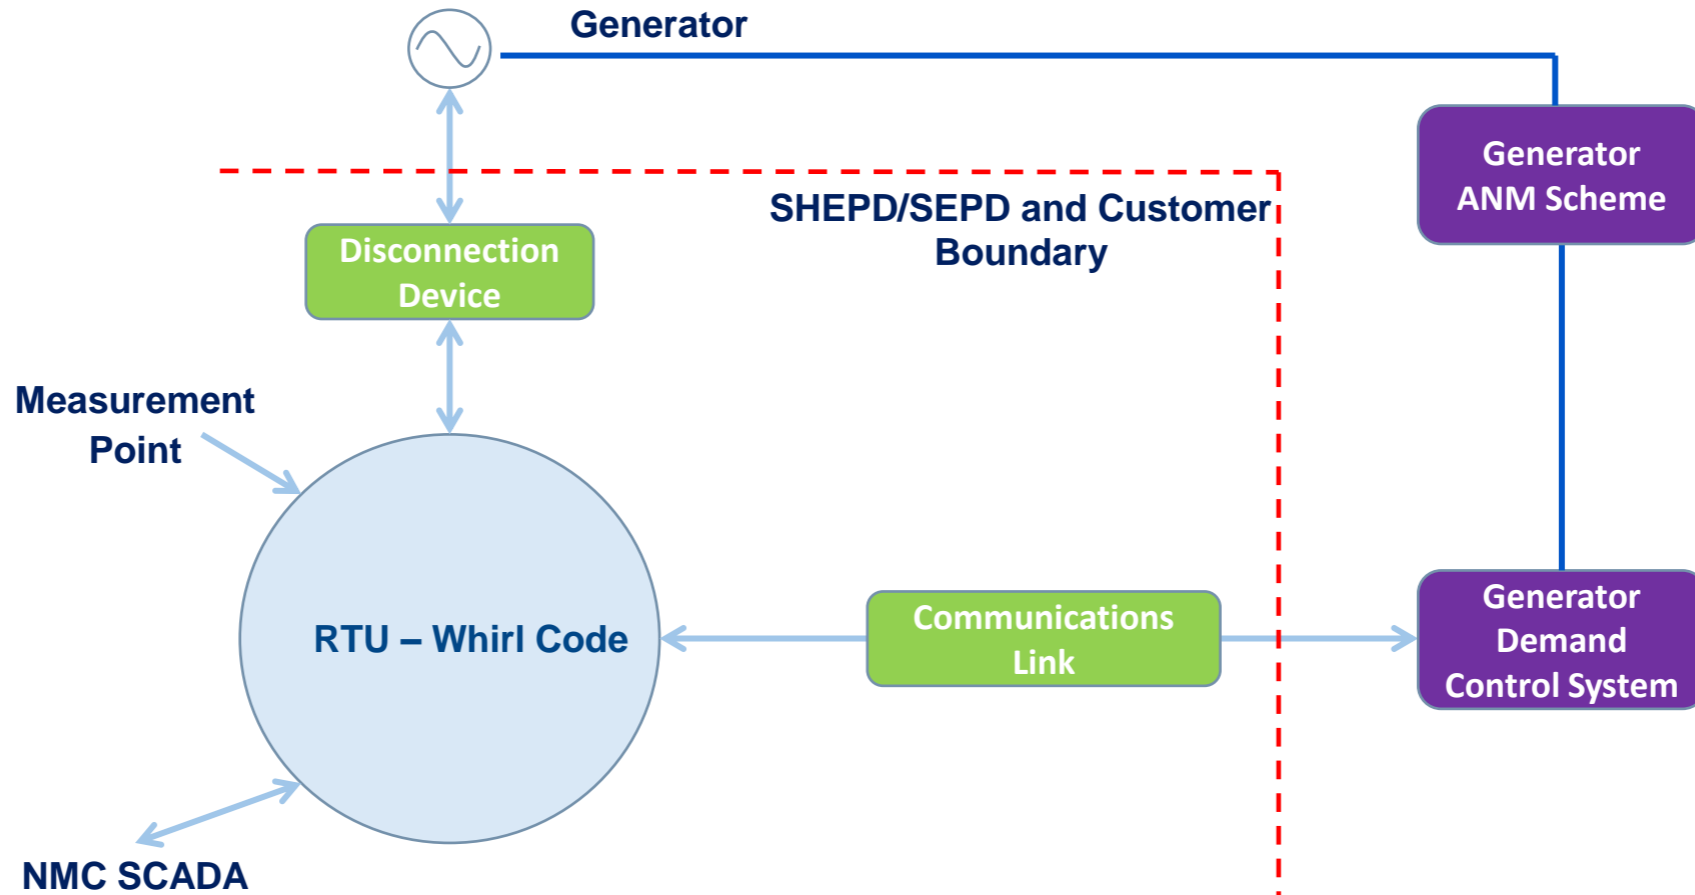 Generator
Generator
ANM Scheme
SHEPD/SEPD and Customer
Boundary
Disconnection
Device
Measurement
Point
RTU – Whirl Code
Communications
Link
Generator
Demand
Control System
NMC SCADA